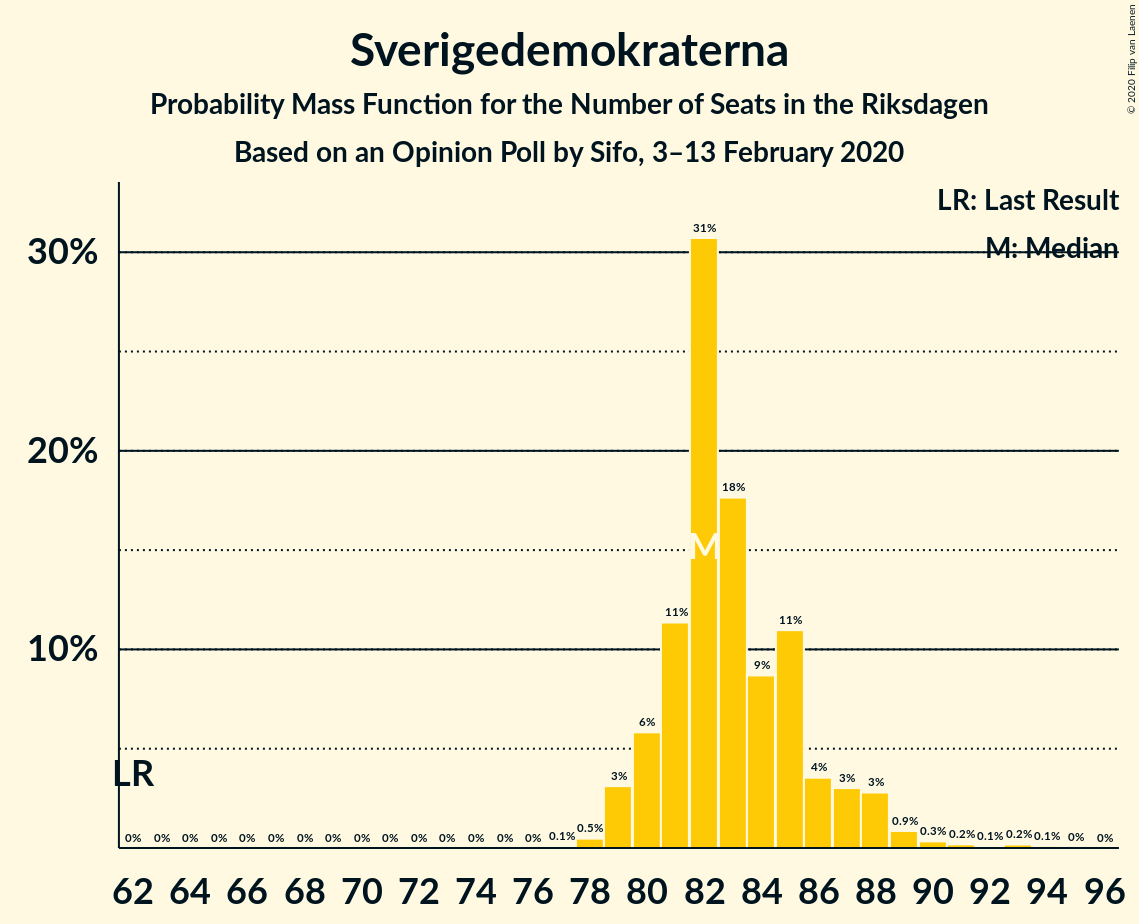 Sverigedemokraterna
Probability Mass Function for the Number of Seats in the Riksdagen
Based on an Opinion Poll by Sifo, 3–13 February 2020
© 2020 Filip van Laenen
LR: Last Result
M: Median
30%
20%
10%
31%
18%
M
11%
11%
9%
6%
4%
3%
3%
3%
LR
0% 0% 0% 0% 0% 0% 0% 0% 0% 0% 0% 0% 0% 0% 0% 0.1% 0.5% 0.9% 0.3% 0.2% 0.1% 0.2% 0.1% 0% 0%
62 64 66 68 70 72 74 76 78 80 82 84 86 88 90 92 94 96